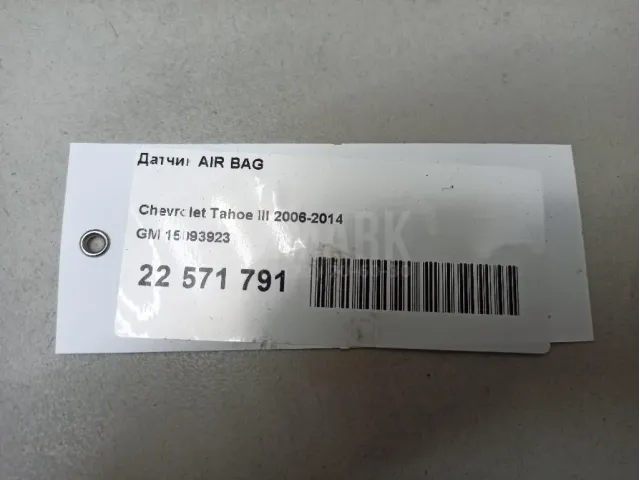 Датчик AIR BAG
Chevrolet Tahoe III 2006-2014
GM 15093923
22 571 791